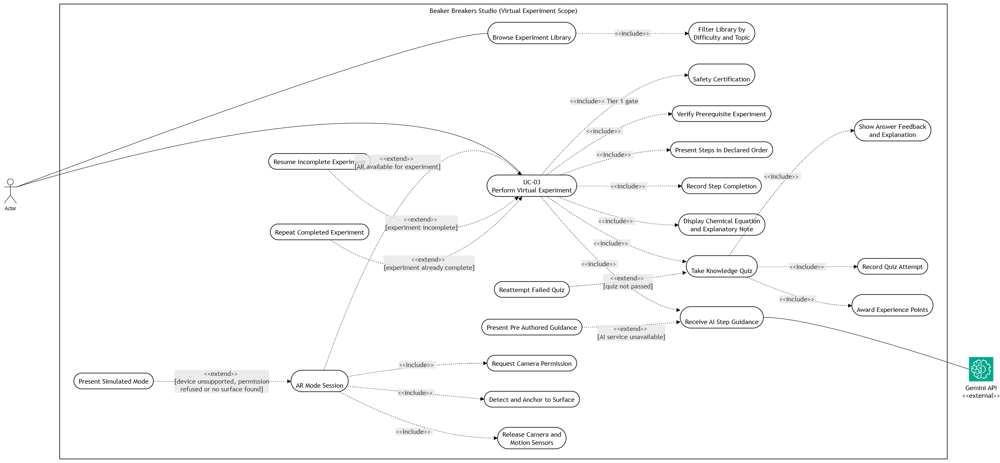 Beaker Breakers Studio (Virtual Experiment Scope)
Browse Experiment Library
<<include>>
Filter Library by
Difficulty and Topic
Safety Certification
<<include>> Tier 1 gate
Verify Prerequisite Experiment
<<include>>
Show Answer Feedback
and Explanation
Present Steps in Declared Order
<<include>>
Resume Incomplete Experiment
<<extend>>
[AR available for experiment]
<<include>>
UC-03
Perform Virtual Experiment
<<include>>
Record Step Completion
Actor
<<extend>>
[experiment incomplete]
<<include>>
Display Chemical Equation
and Explanatory Note
Repeat Completed Experiment
<<include>>
<<extend>>
[experiment already complete]
<<include>>
Take Knowledge Quiz
<<include>>
Record Quiz Attempt
Reattempt Failed Quiz
<<extend>>
[quiz not passed]
<<include>>
Award Experience Points
Present Pre Authored Guidance
<<extend>>
[AI service unavailable]
Receive AI Step Guidance
<<include>>
Request Camera Permission
Present Simulated Mode
<<extend>>
[device unsupported, permission
refused or no surface found]
AR Mode Session
<<include>>
Detect and Anchor to Surface
Gemini API
<<external>>
<<include>>
Release Camera and
Motion Sensors